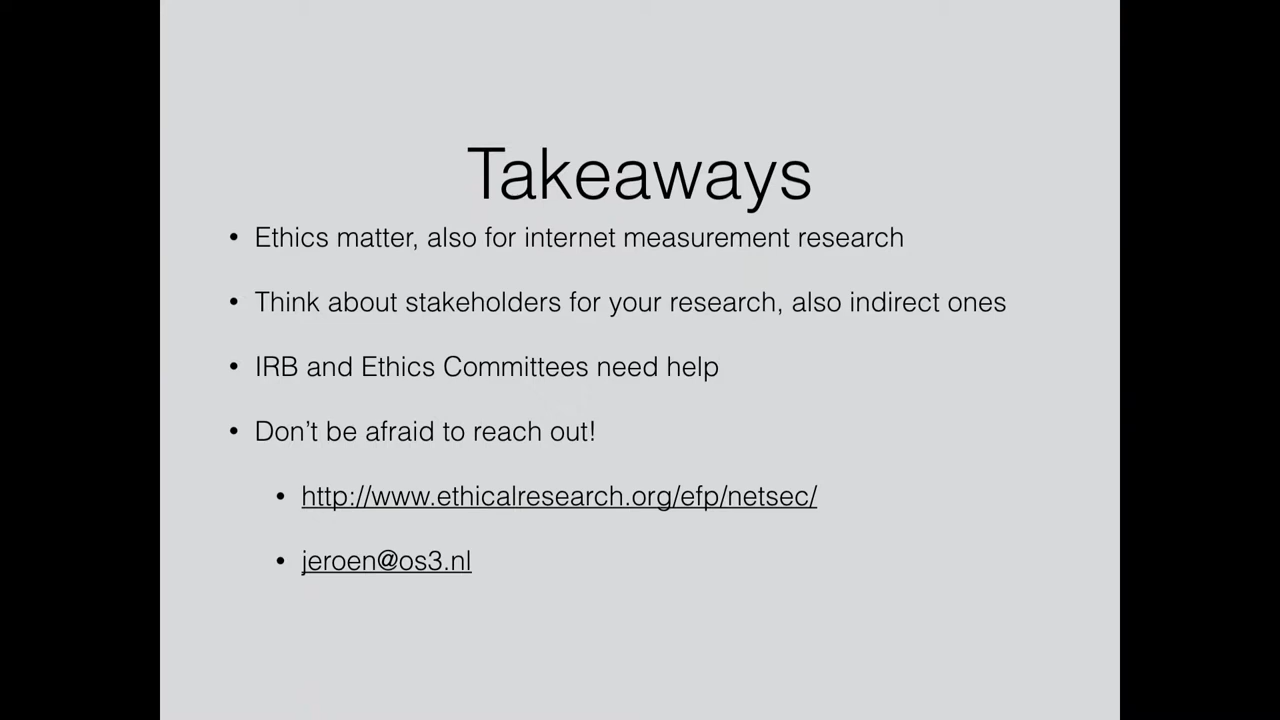 Takeaways
• Ethics matter, also for internet measurement research
• Think about stakeholders for your research, also indirect ones
• IRB and Ethics Committees need help
• Don’t be afraid to reach out!
• http://www.ethicalresearch.org/efp/netsec/
• jeroen@os3.nl